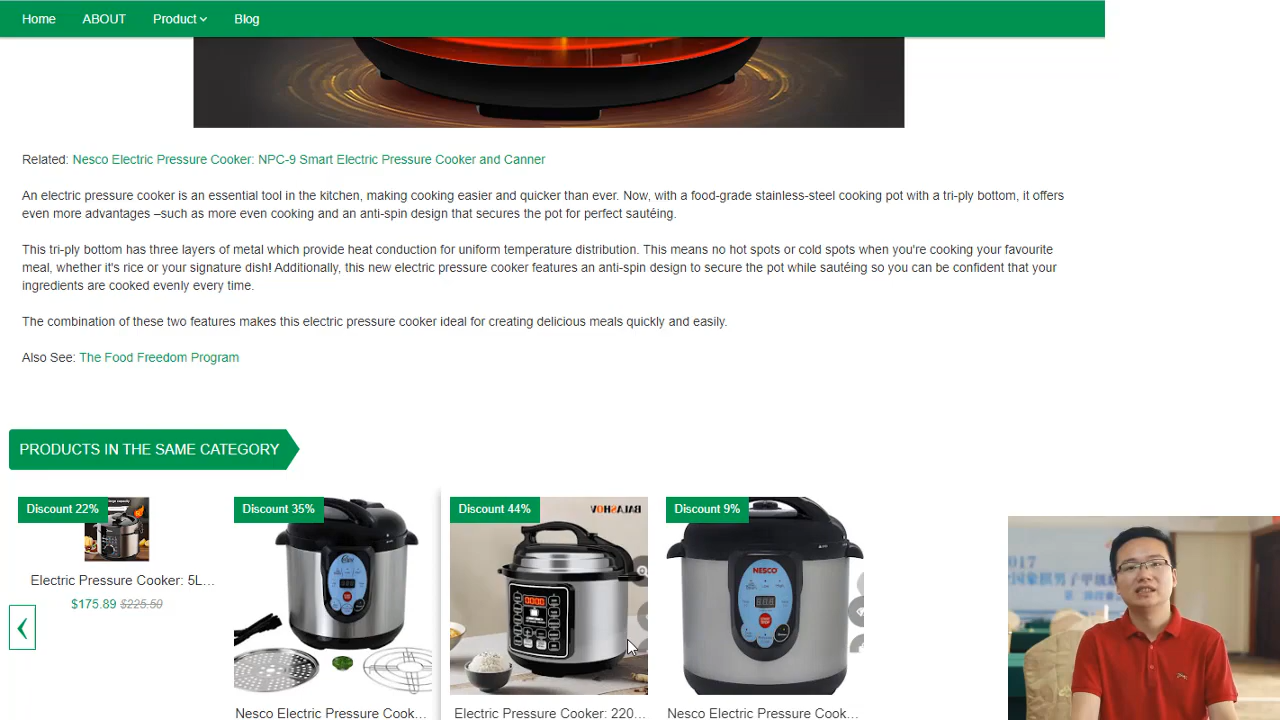 Home ABOUT Product Blog
Related: Nesco Electric Pressure Cooker: NPC-9 Smart Electric Pressure Cooker and Canner
An electric pressure cooker is an essential tool in the kitchen, making cooking easier and quicker than ever. Now, with a food-grade stainless-steel cooking pot with a tri-ply bottom, it offers
even more advantages –such as more even cooking and an anti-spin design that secures the pot for perfect sautéing.
This tri-ply bottom has three layers of metal which provide heat conduction for uniform temperature distribution. This means no hot spots or cold spots when you're cooking your favourite
meal, whether it's rice or your signature dish! Additionally, this new electric pressure cooker features an anti-spin design to secure the pot while sautéing so you can be confident that your
ingredients are cooked evenly every time.
The combination of these two features makes this electric pressure cooker ideal for creating delicious meals quickly and easily.
Also See: The Food Freedom Program
PRODUCTS IN THE SAME CATEGORY
Discount 22%
Discount 35%
Discount 44%
Discount 9%
BALASHOV
NESCO
Electric Pressure Cooker: 5L...
$175.89 $225.50
2017
Nesco Electric Pressure Cook...
Electric Pressure Cooker: 220...
Nesco Electric Pressure Cook...